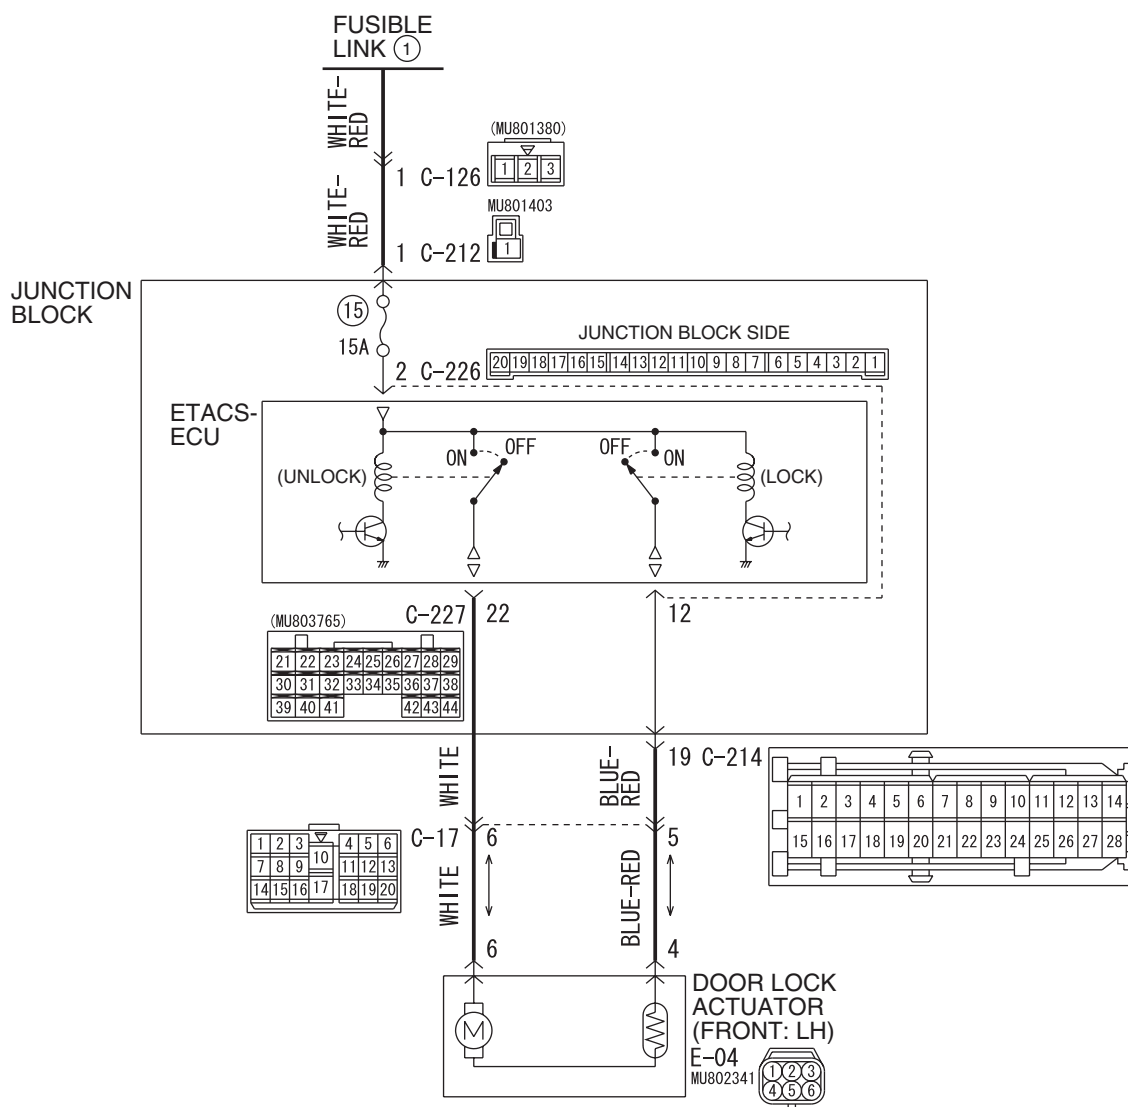 FUSIBLE
LINK ①
WHITE-
RED
(MU801380)
1 2 3
1 C-126
WHITE-
RED
MU801403
1
1 C-212
JUNCTION
BLOCK
⑮
15A
JUNCTION BLOCK SIDE
20 19 18 17 16 15 14 13 12 11 10 9 8 7 6 5 4 3 2 1
2 C-226
ETACS-
ECU
ON OFF OFF ON
(UNLOCK) (LOCK)
C-227 22 12
(MU803765)
21 22 23 24 25 26 27 28 29
30 31 32 33 34 35 36 37 38
39 40 41 42 43 44
WHITE
BLUE-
RED
19 C-214
1 2 3 4 5 6 7 8 9 10 11 12 13 14
15 16 17 18 19 20 21 22 23 24 25 26 27 28
C-17 6 5
1 2 3 4 5 6
7 8 9 10 11 12 13
14 15 16 17 18 19 20
WHITE
BLUE-RED
6 4
DOOR LOCK
ACTUATOR
(FRONT: LH)
E-04
MU802341
M
1 2 3
4 5 6